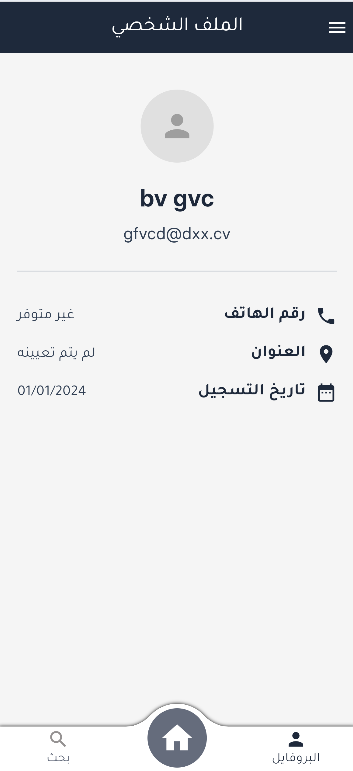 الملف الشخصي
bv gvc
gfvcd@dxx.cv
رقم الهاتف غير متوفر
العنوان لم يتم تعيينه
تاريخ التسجيل 01/01/2024
البروفايل بحث